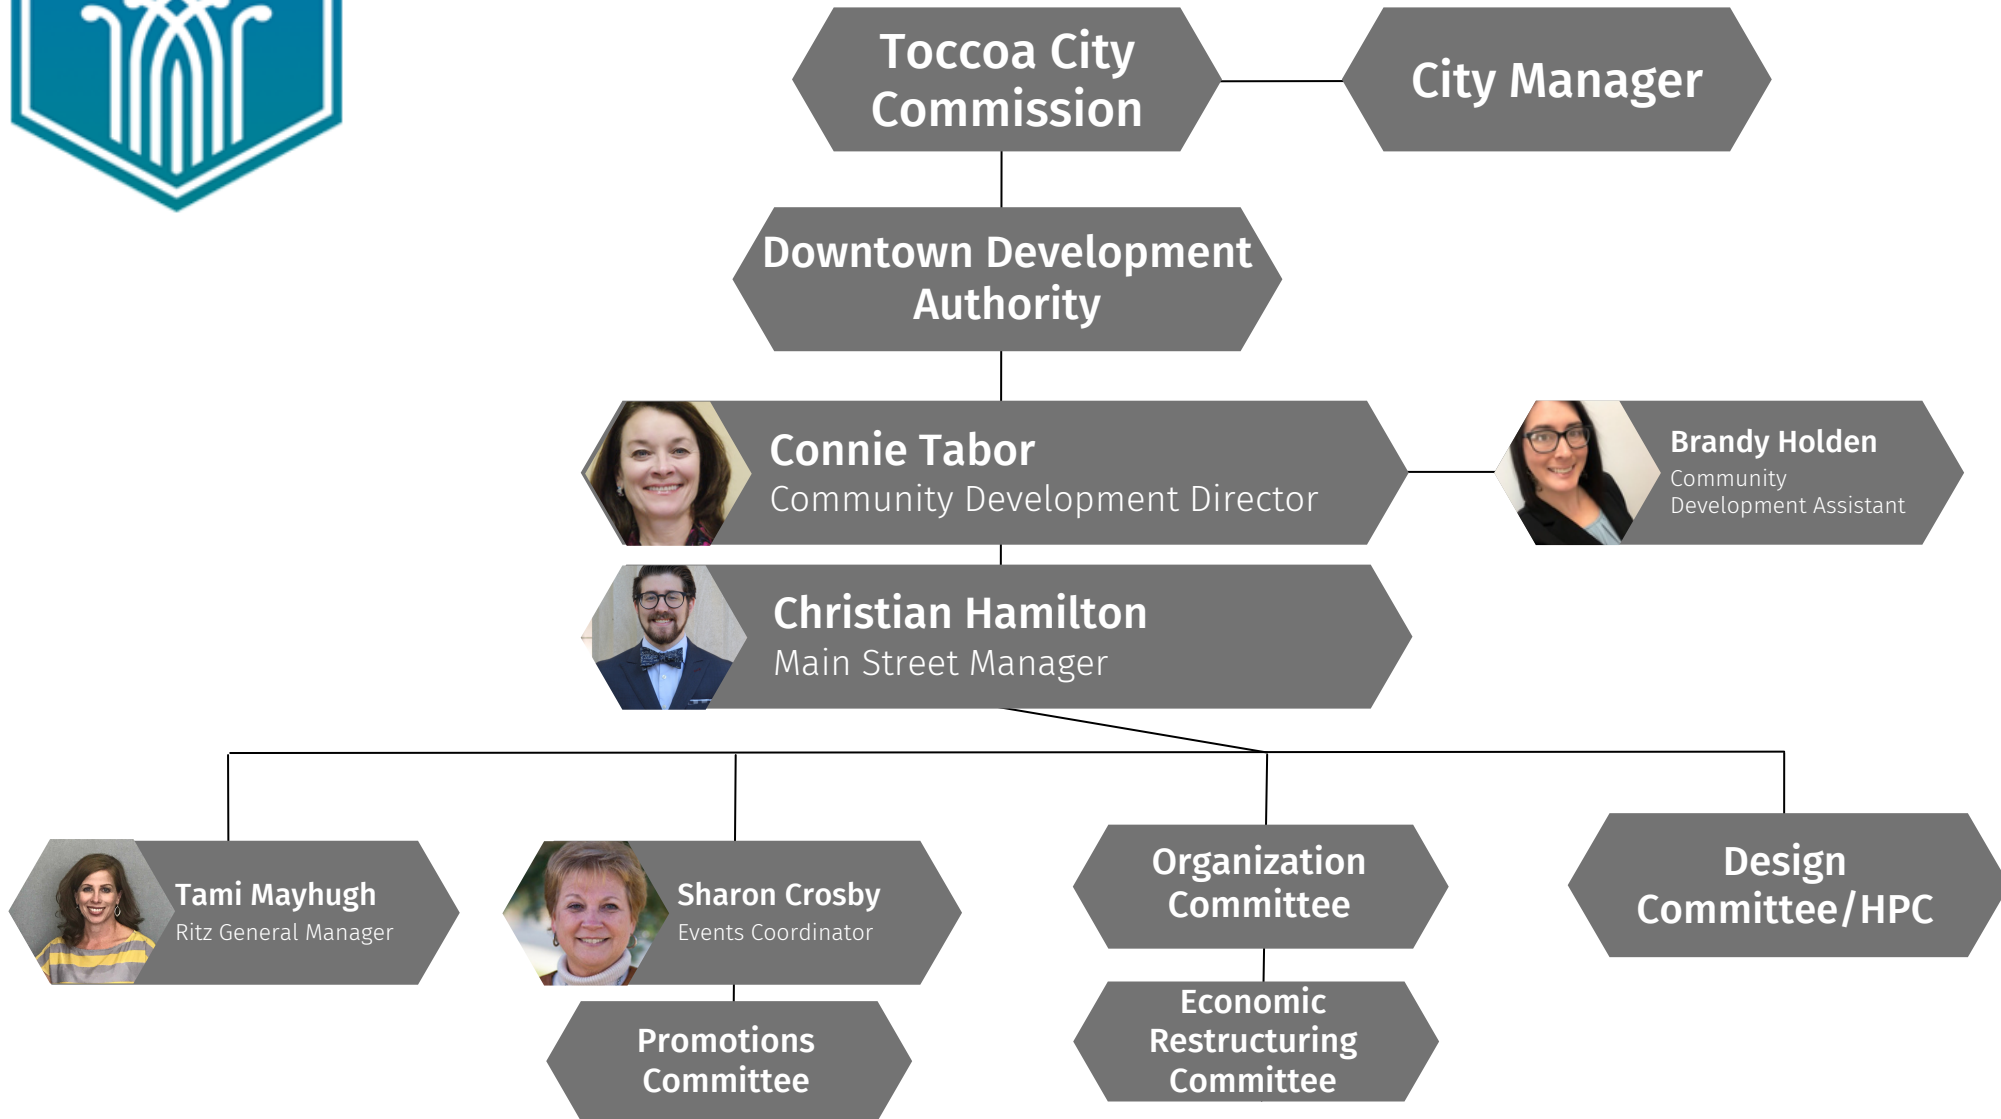 Toccoa City
Commission
City Manager
Downtown Development
Authority
Connie Tabor
Community Development Director
Brandy Holden
Community
Development Assistant
Christian Hamilton
Main Street Manager
Tami Mayhugh
Ritz General Manager
Sharon Crosby
Events Coordinator
Organization
Committee
Design
Committee/HPC
Promotions
Committee
Economic
Restructuring
Committee